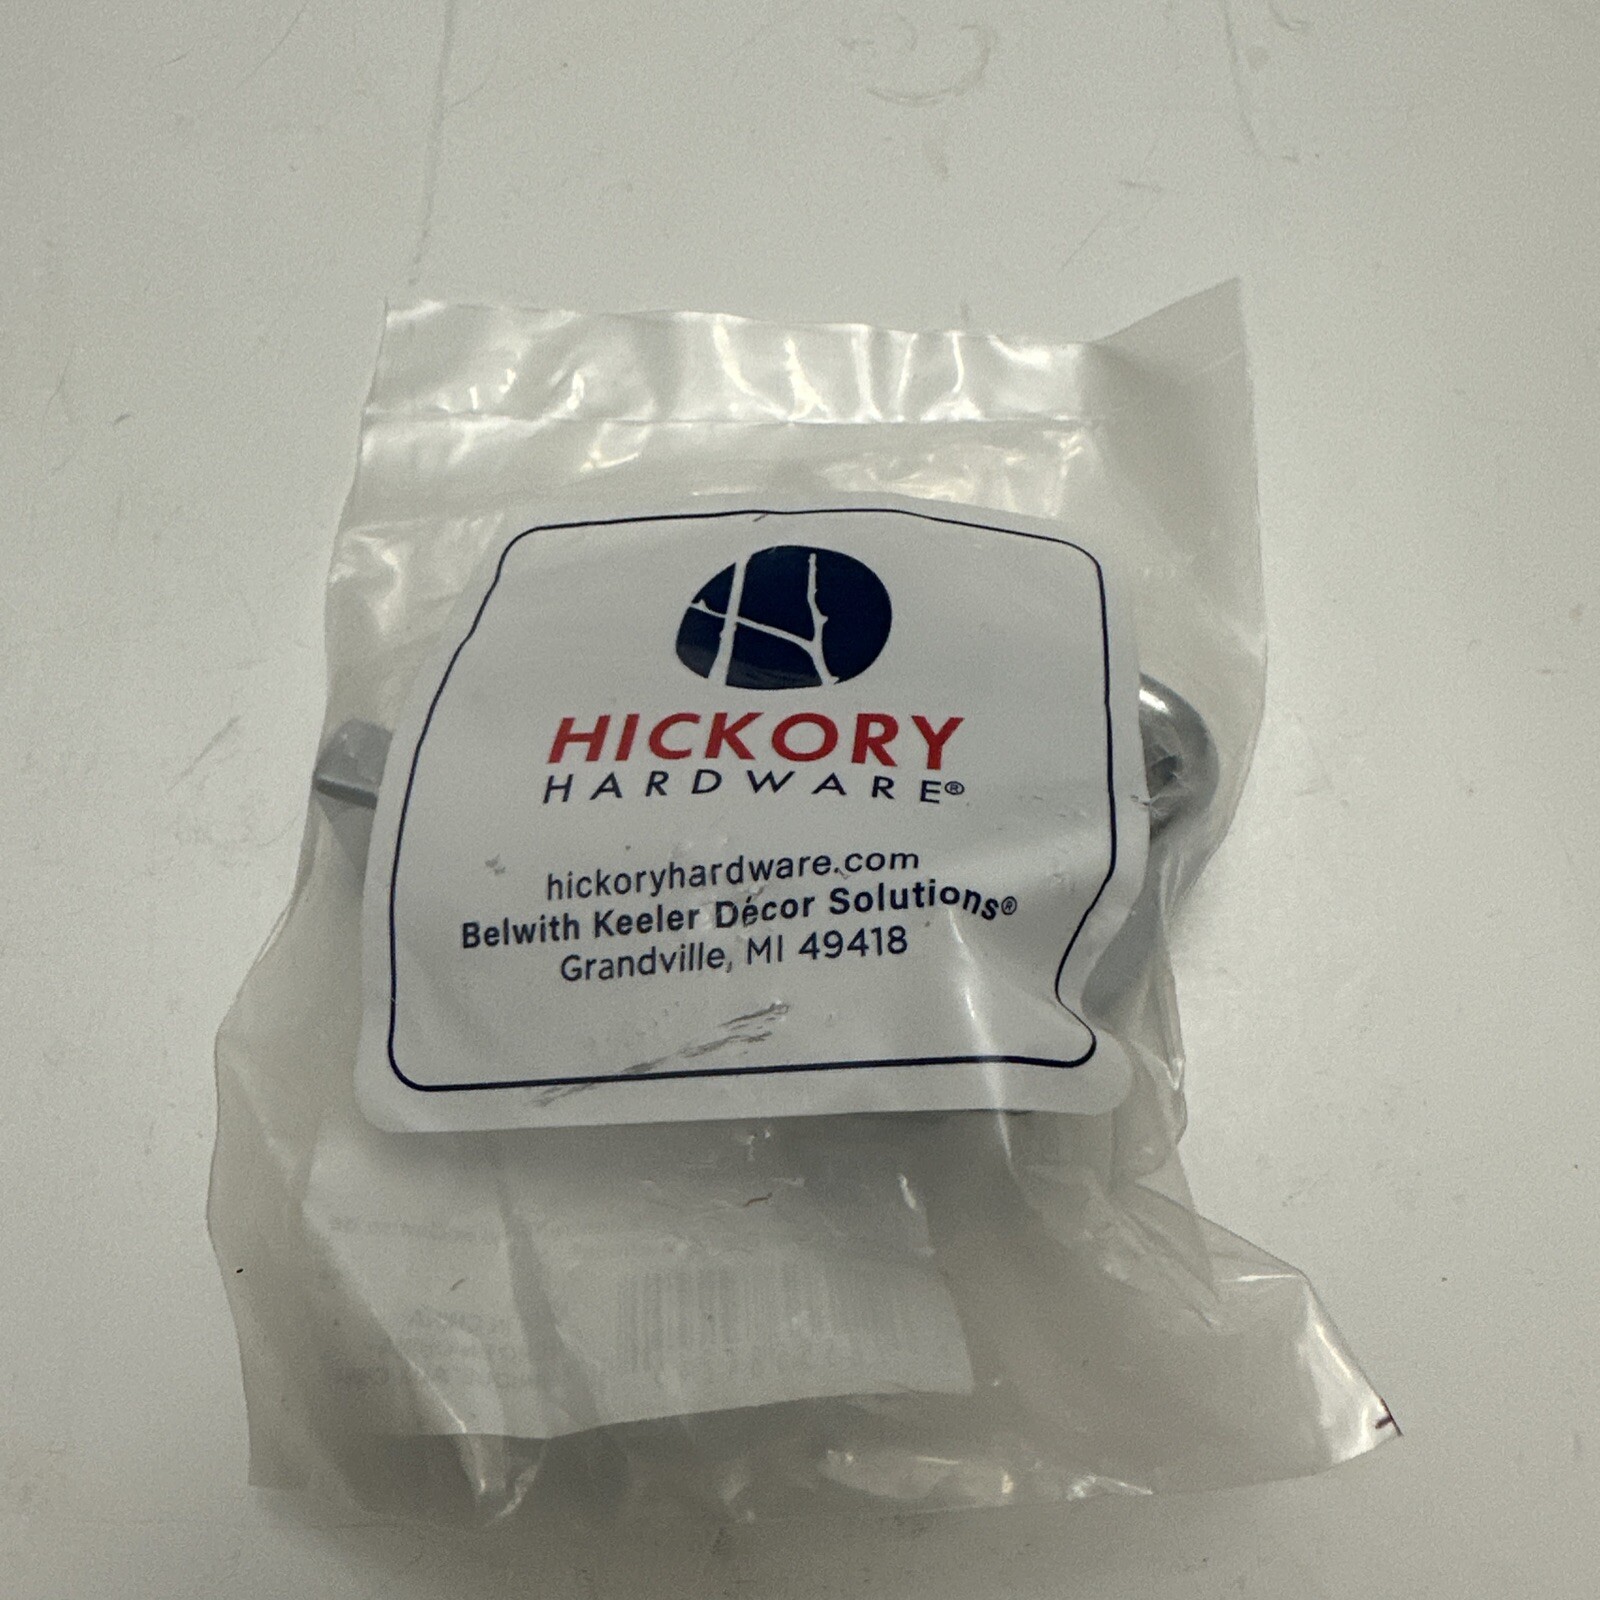 HICKORY
HARDWARE®
hickoryhardware.com
Belwith Keeler Décor Solutions®
Grandville, MI 49418